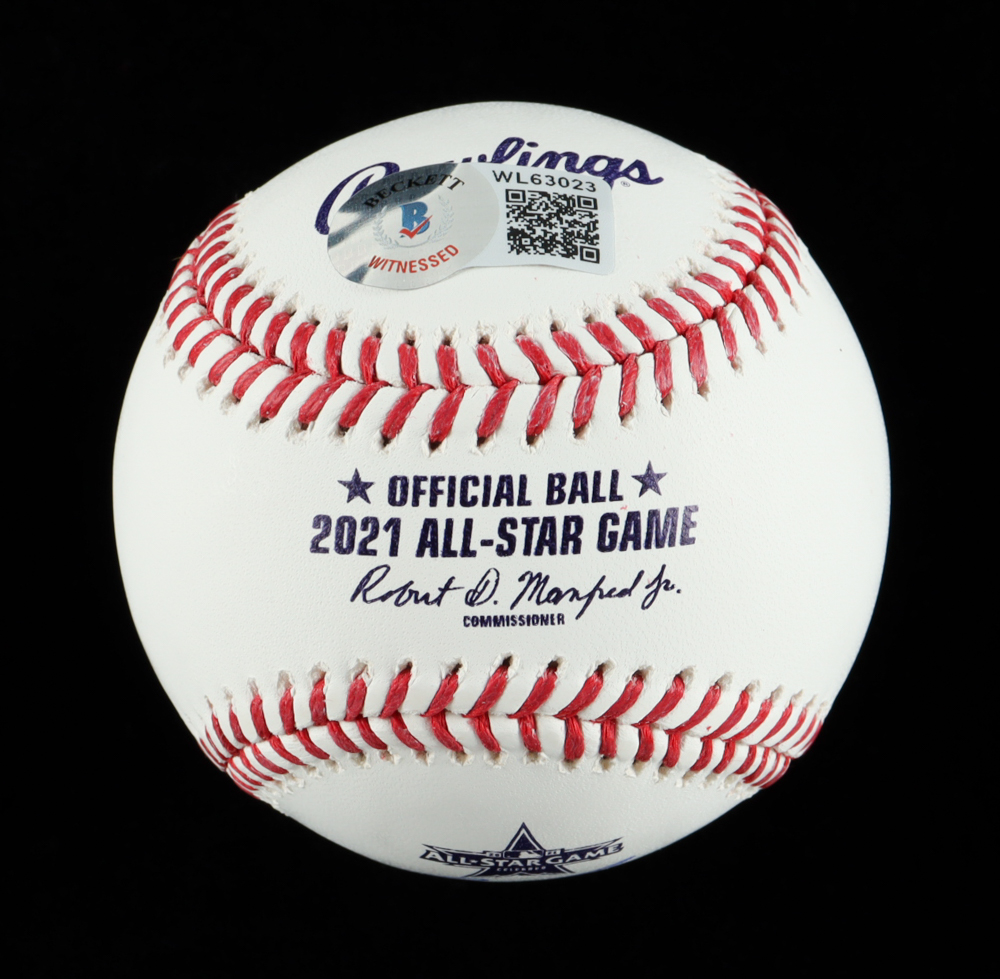 Rawlings
BECKETT
B
WITNESSED
WL63023
OFFICIAL BALL
2021 ALL-STAR GAME
Robert D. Manfred Jr.
COMMISSIONER
ALL-STAR GAME